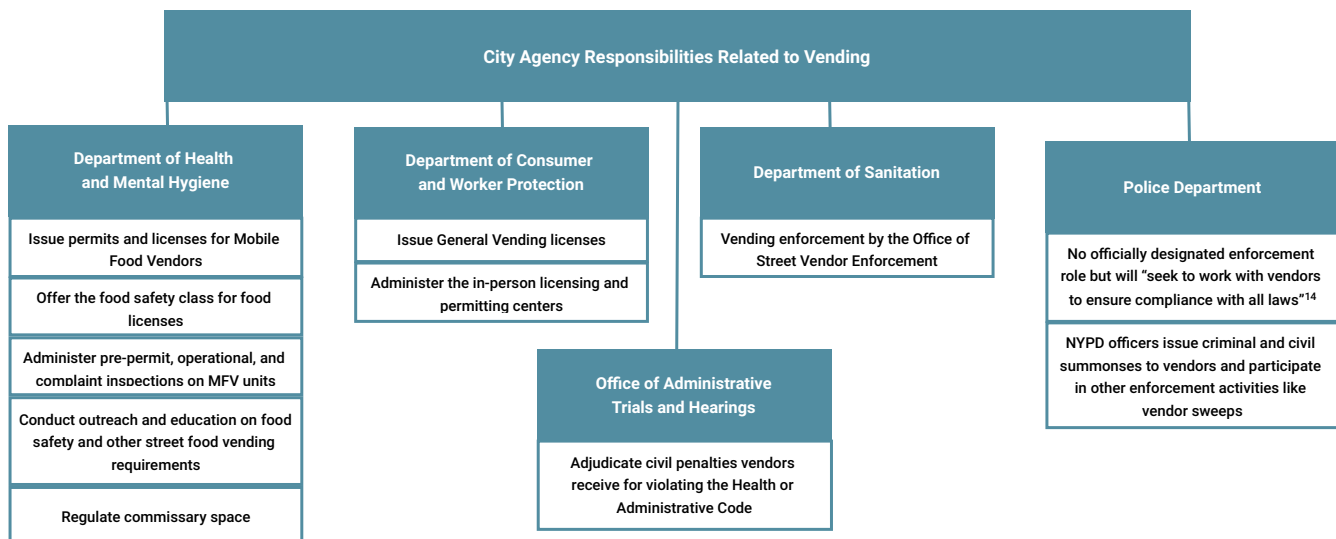 City Agency Responsibilities Related to Vending
Department of Health
and Mental Hygiene
Issue permits and licenses for Mobile
Food Vendors
Offer the food safety class for food
licenses
Administer pre-permit, operational, and
complaint inspections on MFV units
Conduct outreach and education on food
safety and other street food vending
requirements
Regulate commissary space
Department of Consumer
and Worker Protection
Issue General Vending licenses
Administer the in-person licensing and
permitting centers
Office of Administrative
Trials and Hearings
Adjudicate civil penalties vendors
receive for violating the Health or
Administrative Code
Department of Sanitation
Vending enforcement by the Office of
Street Vendor Enforcement
Police Department
No officially designated enforcement
role but will “seek to work with vendors
to ensure compliance with all laws”¹⁴
NYPD officers issue criminal and civil
summonses to vendors and participate
in other enforcement activities like
vendor sweeps